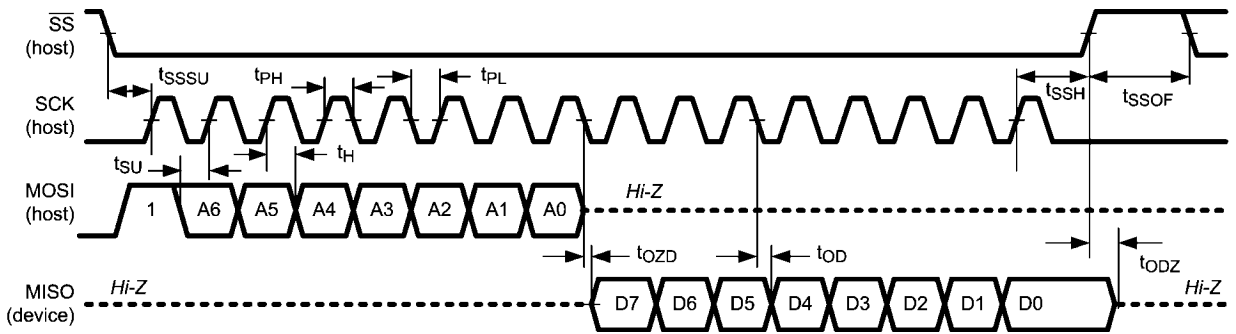 SS
(host)
tSSSU
tPH
tPL
tSSH
tSSOF
SCK
(host)
tSU
tH
MOSI
(host)
1 A6 A5 A4 A3 A2 A1 A0
Hi-Z
tOZD
tOD
tODZ
MISO
(device)
Hi-Z
D7 D6 D5 D4 D3 D2 D1 D0
Hi-Z